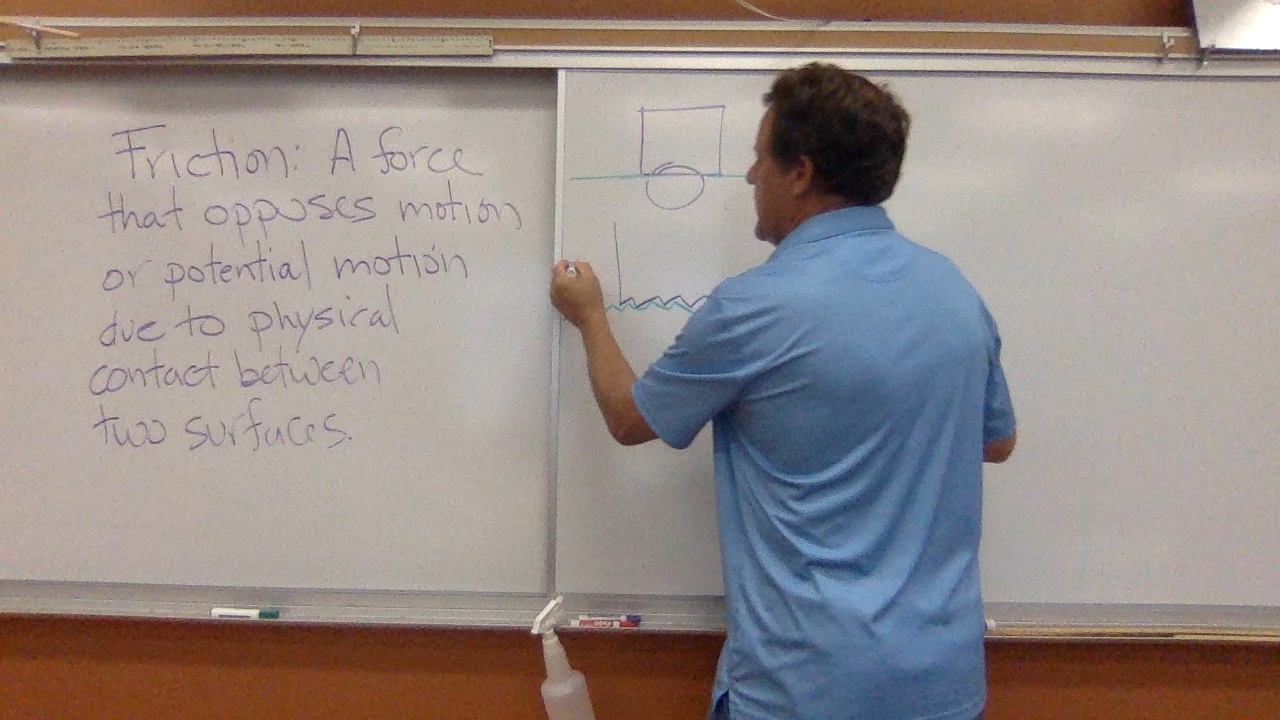 Friction: A force
that opposes motion
or potential motion
due to physical
contact between
two surfaces.